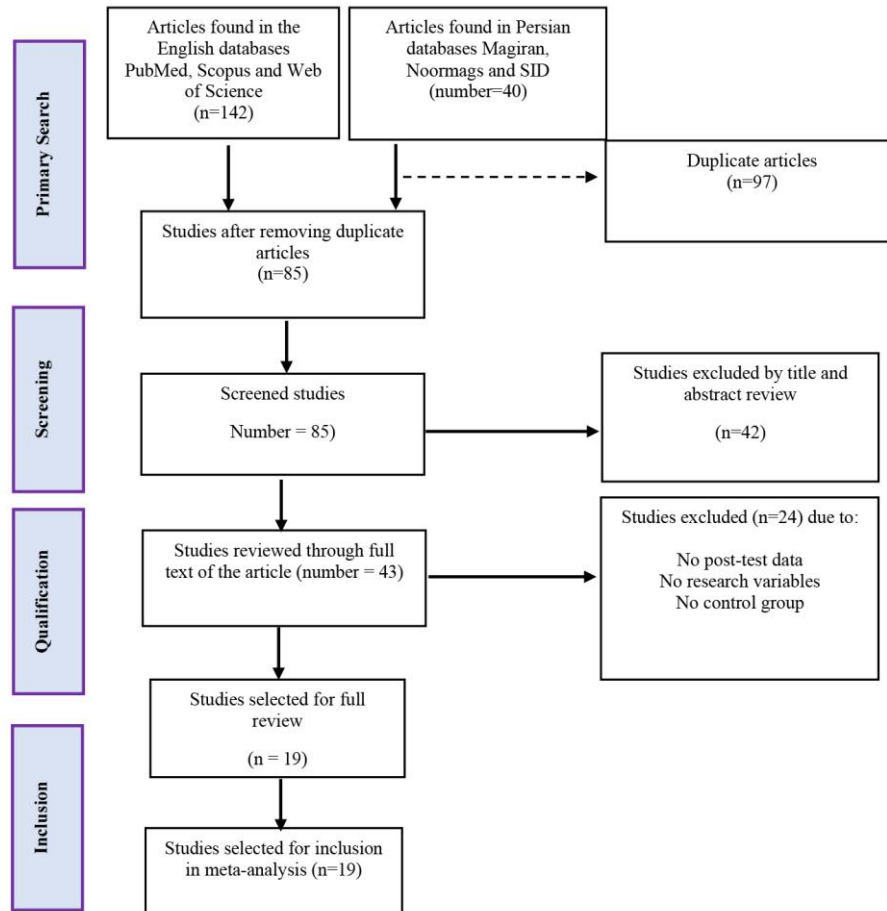 Primary Search
Articles found in the
English databases
PubMed, Scopus and Web
of Science
(n=142)
Articles found in Persian
databases Magiran,
Noormags and SID
(number=40)
Duplicate articles
(n=97)
Studies after removing duplicate
articles
(n=85)
Screening
Screened studies
Number = 85)
Studies excluded by title and
abstract review
(n=42)
Qualification
Studies reviewed through full
text of the article (number = 43)
Studies excluded (n=24) due to:
No post-test data
No research variables
No control group
Studies selected for full
review
(n = 19)
Inclusion
Studies selected for inclusion
in meta-analysis (n=19)